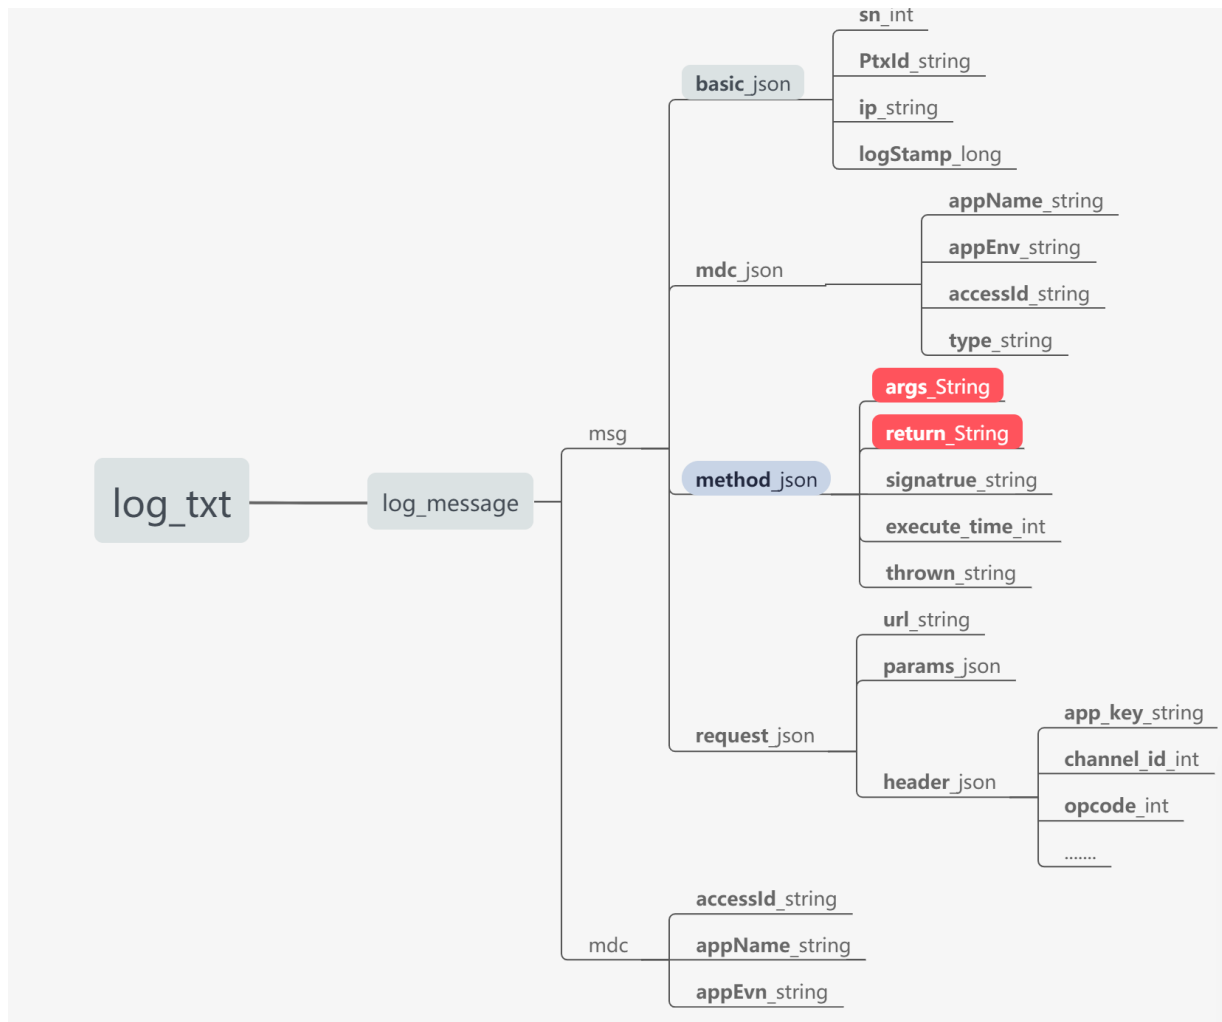 log_txt
log_message
msg
basic_json
sn_int
PtxId_string
ip_string
logStamp_long
mdc_json
appName_string
appEnv_string
accessId_string
type_string
method_json
args_String
return_String
signatrue_string
execute_time_int
thrown_string
request_json
url_string
params_json
header_json
app_key_string
channel_id_int
opcode_int
.......
mdc
accessId_string
appName_string
appEvn_string